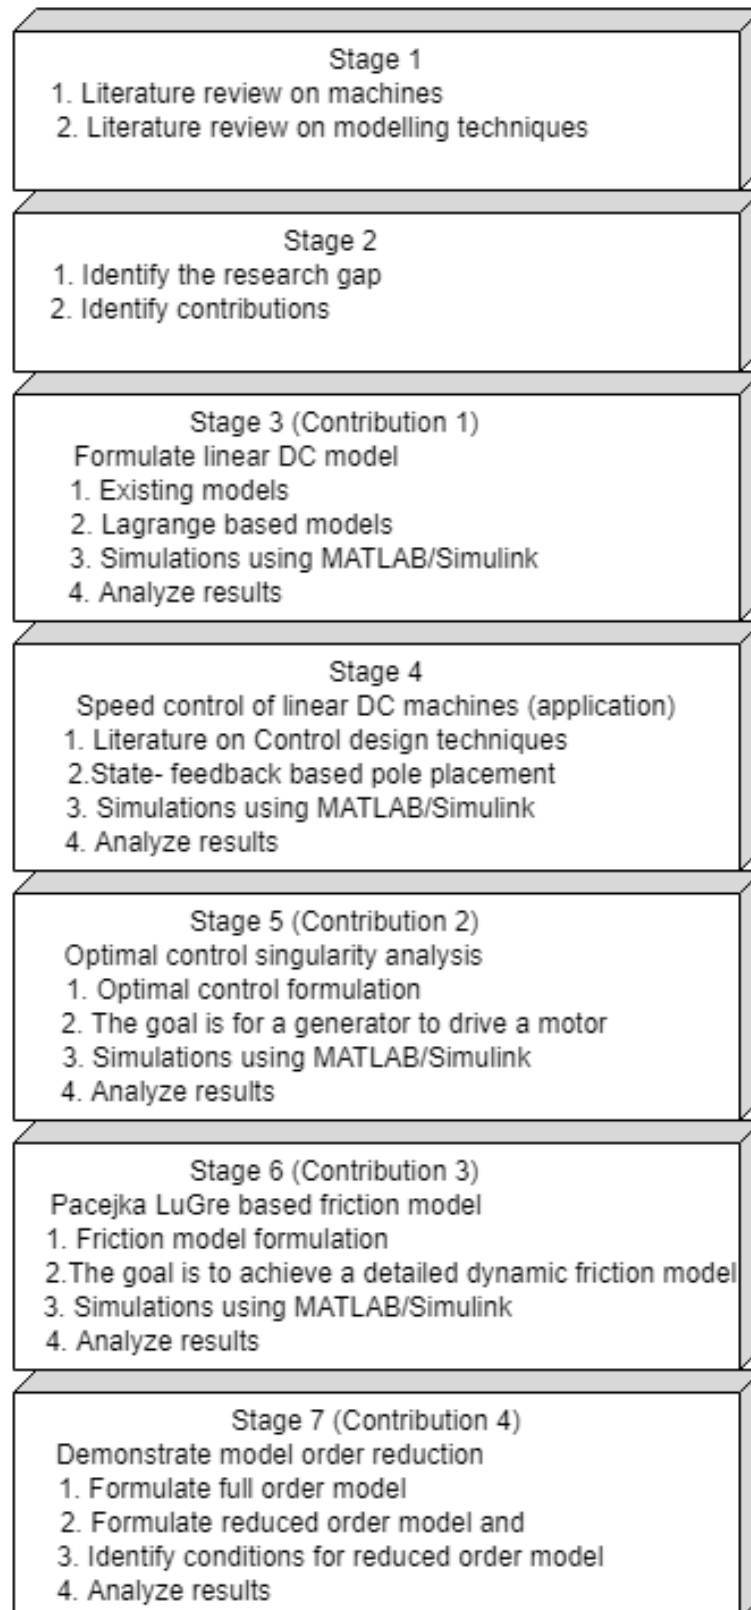 Stage 1
1. Literature review on machines
2. Literature review on modelling techniques
Stage 2
1. Identify the research gap
2. Identify contributions
Stage 3 (Contribution 1)
Formulate linear DC model
1. Existing models
2. Lagrange based models
3. Simulations using MATLAB/Simulink
4. Analyze results
Stage 4
Speed control of linear DC machines (application)
1. Literature on Control design techniques
2.State- feedback based pole placement
3. Simulations using MATLAB/Simulink
4. Analyze results
Stage 5 (Contribution 2)
Optimal control singularity analysis
1. Optimal control formulation
2. The goal is for a generator to drive a motor
3. Simulations using MATLAB/Simulink
4. Analyze results
Stage 6 (Contribution 3)
Pacejka LuGre based friction model
1. Friction model formulation
2.The goal is to achieve a detailed dynamic friction model
3. Simulations using MATLAB/Simulink
4. Analyze results
Stage 7 (Contribution 4)
Demonstrate model order reduction
1. Formulate full order model
2. Formulate reduced order model and
3. Identify conditions for reduced order model
4. Analyze results